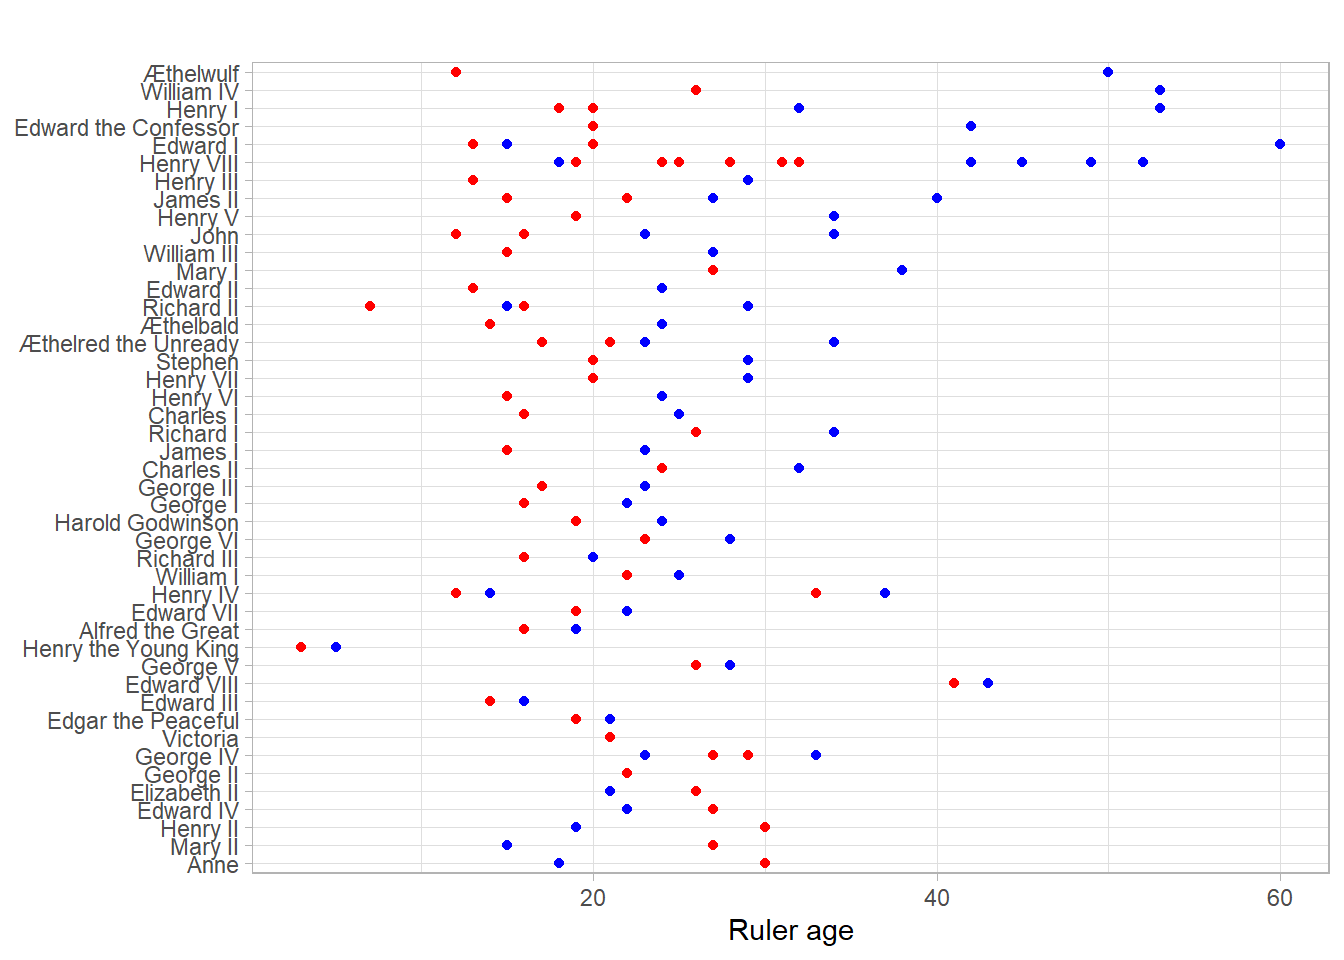 Æthelwulf
William IV
Henry I
Edward the Confessor
Edward I
Henry VIII
Henry III
James II
Henry V
John
William III
Mary I
Edward II
Richard II
Æthelbald
Æthelred the Unready
Stephen
Henry VII
Henry VI
Charles I
Richard I
James I
Charles II
George III
George I
Harold Godwinson
George VI
Richard III
William I
Henry IV
Edward VII
Alfred the Great
Henry the Young King
George V
Edward VIII
Edward III
Edgar the Peaceful
Victoria
George IV
George II
Elizabeth II
Edward IV
Henry II
Mary II
Anne
20 40 60
Ruler age